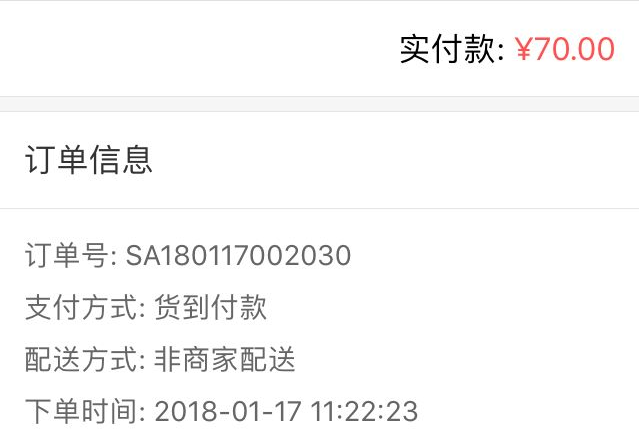 实付款: ¥70.00
订单信息
订单号: SA180117002030
支付方式: 货到付款
配送方式: 非商家配送
下单时间: 2018-01-17 11:22:23